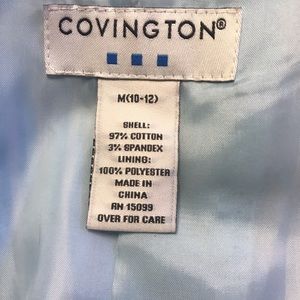 COVINGTON®
M(10-12)
SHELL:
97% COTTON
3% SPANDEX
LINING:
100% POLYESTER
MADE IN
CHINA
RN 15099
OVER FOR CARE